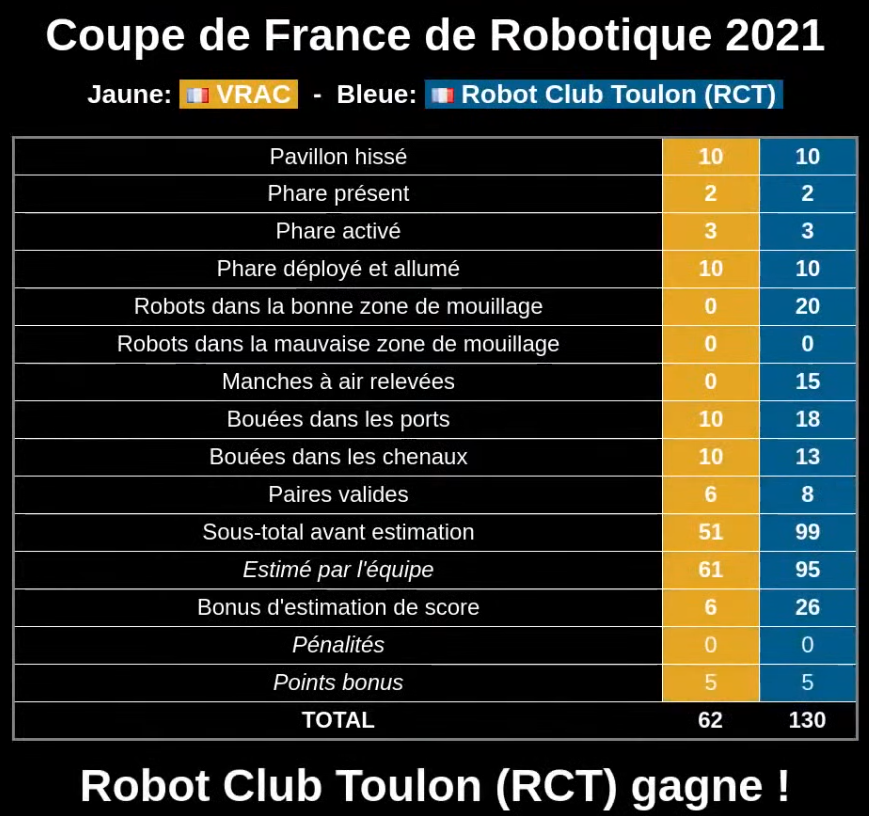 Coupe de France de Robotique 2021
Jaune: VRAC - Bleue: Robot Club Toulon (RCT)
Pavillon hissé 10 10
Phare présent 2 2
Phare activé 3 3
Phare déployé et allumé 10 10
Robots dans la bonne zone de mouillage 0 20
Robots dans la mauvaise zone de mouillage 0 0
Manches à air relevées 0 15
Bouées dans les ports 10 18
Bouées dans les chenaux 10 13
Paires valides 6 8
Sous-total avant estimation 51 99
Estimé par l'équipe 61 95
Bonus d'estimation de score 6 26
Pénalités 0 0
Points bonus 5 5
TOTAL 62 130
Robot Club Toulon (RCT) gagne !